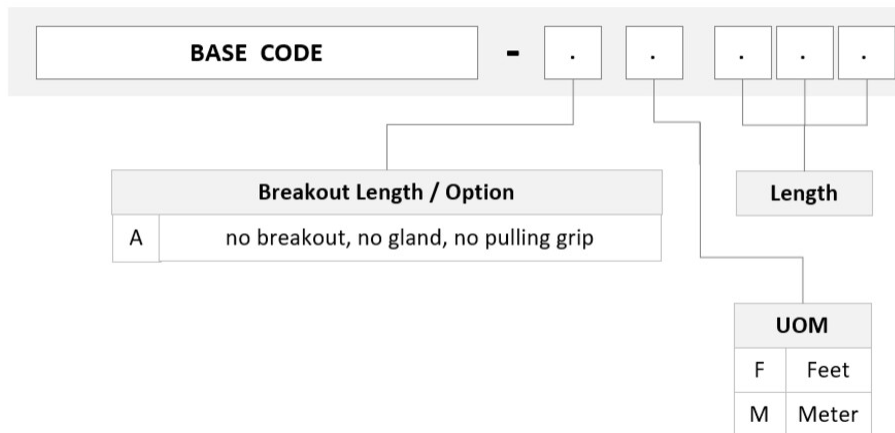 BASE CODE - . . . . .
Breakout Length / Option
A no breakout, no gland, no pulling grip
Length
UOM
F Feet
M Meter